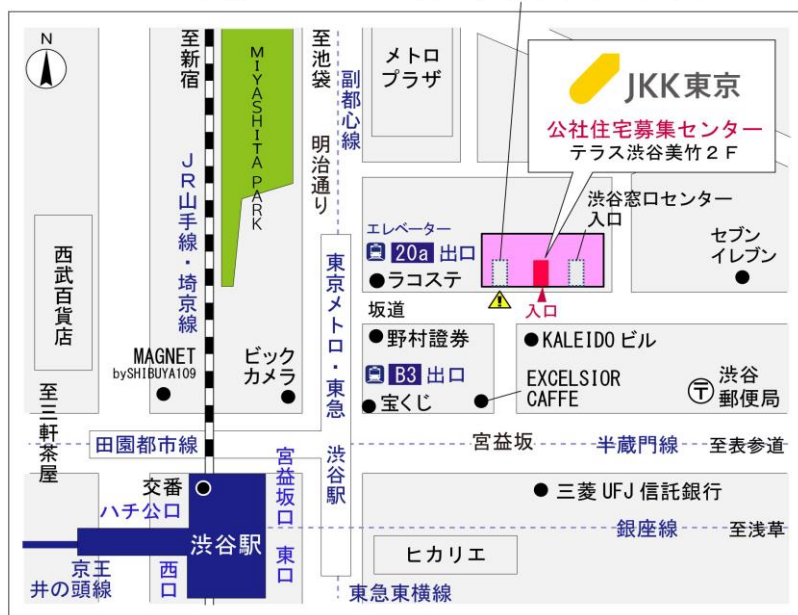 N
至新宿
MIYASHITA PARK
至池袋
明治通り
副都心線
メトロ
プラザ
JKK東京
公社住宅募集センター
テラス渋谷美竹2F
JR山手線・埼京線
西武百貨店
エレベーター
20a 出口
ラコステ
渋谷窓口センター
入口
セブン
イレブン
入口
坂道
東京メトロ・東急 渋谷駅
野村證券
KALEIDOビル
MAGNET
bySHIBUYA109
ビック
カメラ
B3 出口
EXCELSIOR
CAFFE
渋谷
郵便局
宝くじ
至三軒茶屋
田園都市線
宮益坂
半蔵門線
至表参道
交番
ハチ公口
宮益坂口
三菱UFJ信託銀行
渋谷駅
銀座線
至浅草
京王
井の頭線
西口
東口
ヒカリエ
東急東横線